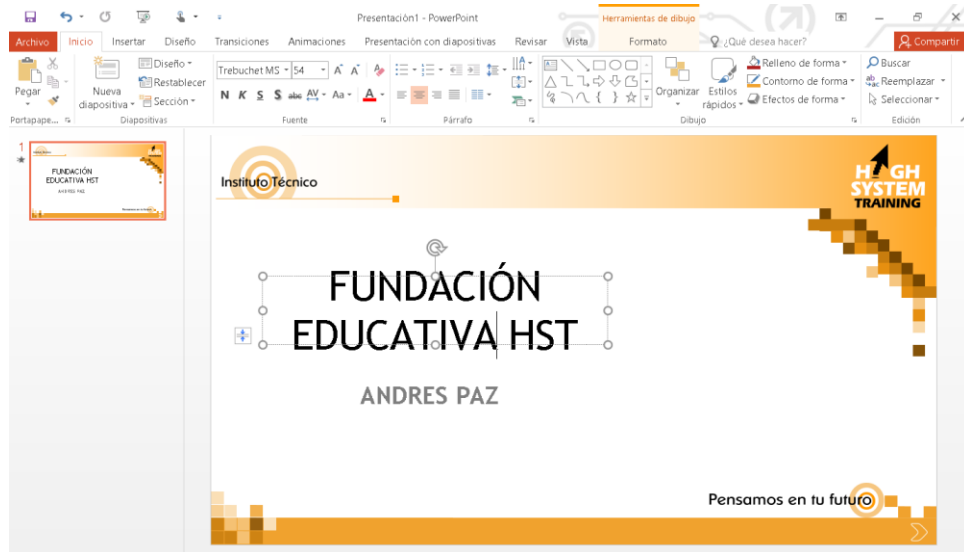 Presentación1 - PowerPoint
Herramientas de dibujo
Archivo Inicio Insertar Diseño Transiciones Animaciones Presentación con diapositivas Revisar Vista Formato ¿Qué desea hacer? Compartir
Pegar
Nueva diapositiva
Diseño
Restablecer
Sección
Trebuchet MS 54
N K S S abc AV Aa A
Organizar
Estilos rápidos
Relleno de forma
Contorno de forma
Efectos de forma
Buscar
Reemplazar
Seleccionar
Portapape... Diapositivas Fuente Párrafo Dibujo Edición
1
FUNDACIÓN
EDUCATIVA HST
ANDRES PAZ
Instituto Técnico
HIGH
SYSTEM
TRAINING
FUNDACIÓN
EDUCATIVA HST
ANDRES PAZ
Pensamos en tu futuro